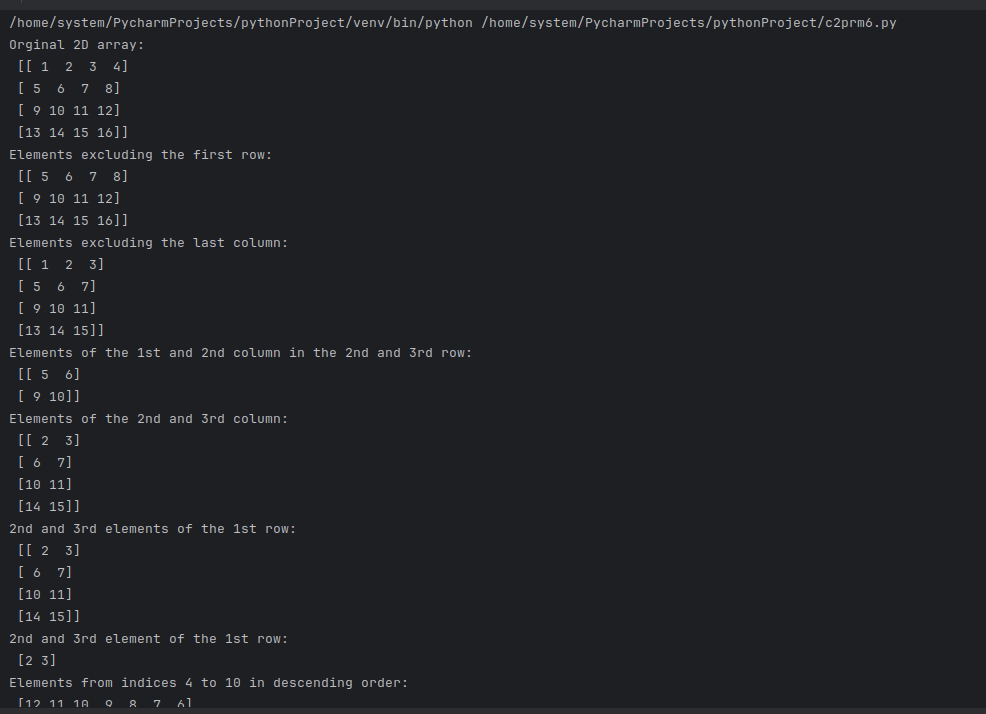 /home/system/PycharmProjects/pythonProject/venv/bin/python /home/system/PycharmProjects/pythonProject/c2prm6.py
Orginal 2D array:
 [[ 1  2  3  4]
 [ 5  6  7  8]
 [ 9 10 11 12]
 [13 14 15 16]]
Elements excluding the first row:
 [[ 5  6  7  8]
 [ 9 10 11 12]
 [13 14 15 16]]
Elements excluding the last column:
 [[ 1  2  3]
 [ 5  6  7]
 [ 9 10 11]
 [13 14 15]]
Elements of the 1st and 2nd column in the 2nd and 3rd row:
 [[ 5  6]
 [ 9 10]]
Elements of the 2nd and 3rd column:
 [[ 2  3]
 [ 6  7]
 [10 11]
 [14 15]]
2nd and 3rd elements of the 1st row:
 [[ 2  3]
 [ 6  7]
 [10 11]
 [14 15]]
2nd and 3rd element of the 1st row:
 [2 3]
Elements from indices 4 to 10 in descending order:
 [12 11 10  9  8  7  6]